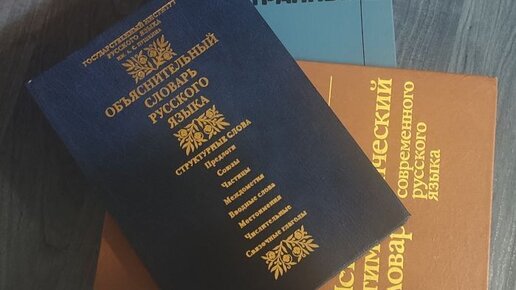 ГОСУДАРСТВЕННЫЙ ИНСТИТУТ
РУССКОГО ЯЗЫКА
ИМ. А. С. ПУШКИНА
ОБЪЯСНИТЕЛЬНЫЙ
СЛОВАРЬ
РУССКОГО
ЯЗЫКА
СТРУКТУРНЫЕ СЛОВА
Предлоги
Союзы
Частицы
Междометия
Вводные слова
Местоимения
Числительные
Связочные глаголы
современного
русского
языка